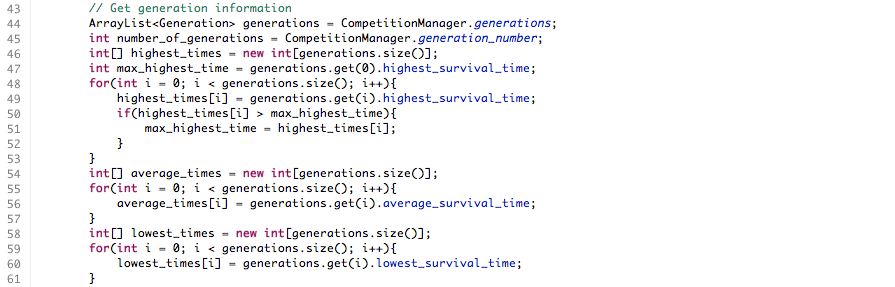 43 // Get generation information
44 ArrayList<Generation> generations = CompetitionManager.generations;
45 int number_of_generations = CompetitionManager.generation_number;
46 int[] highest_times = new int[generations.size()];
47 int max_highest_time = generations.get(0).highest_survival_time;
48 for(int i = 0; i < generations.size(); i++){
49 highest_times[i] = generations.get(i).highest_survival_time;
50 if(highest_times[i] > max_highest_time){
51 max_highest_time = highest_times[i];
52 }
53 }
54 int[] average_times = new int[generations.size()];
55 for(int i = 0; i < generations.size(); i++){
56 average_times[i] = generations.get(i).average_survival_time;
57 }
58 int[] lowest_times = new int[generations.size()];
59 for(int i = 0; i < generations.size(); i++){
60 lowest_times[i] = generations.get(i).lowest_survival_time;
61 }